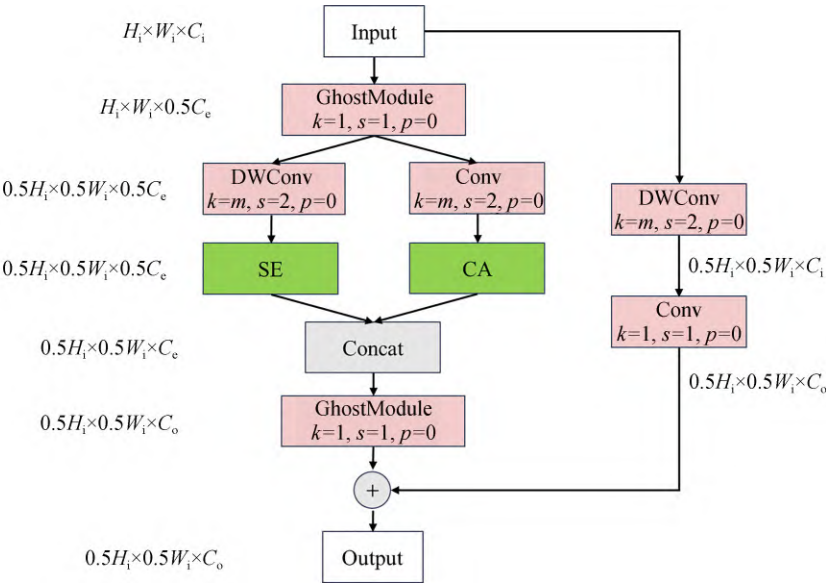 Hᵢ×Wᵢ×Cᵢ
Input
Hᵢ×Wᵢ×0.5Cₑ
GhostModule
k=1, s=1, p=0
0.5Hᵢ×0.5Wᵢ×0.5Cₑ
DWConv
k=m, s=2, p=0
Conv
k=m, s=2, p=0
DWConv
k=m, s=2, p=0
0.5Hᵢ×0.5Wᵢ×0.5Cₑ
SE
CA
0.5Hᵢ×0.5Wᵢ×Cᵢ
Conv
k=1, s=1, p=0
0.5Hᵢ×0.5Wᵢ×Cₑ
Concat
0.5Hᵢ×0.5Wᵢ×Cₒ
0.5Hᵢ×0.5Wᵢ×Cₒ
GhostModule
k=1, s=1, p=0
+
0.5Hᵢ×0.5Wᵢ×Cₒ
Output